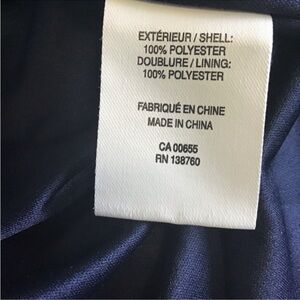 EXTÉRIEUR / SHELL:
100% POLYESTER
DOUBLURE / LINING:
100% POLYESTER
FABRIQUÉ EN CHINE
MADE IN CHINA
CA 00655
RN 138760